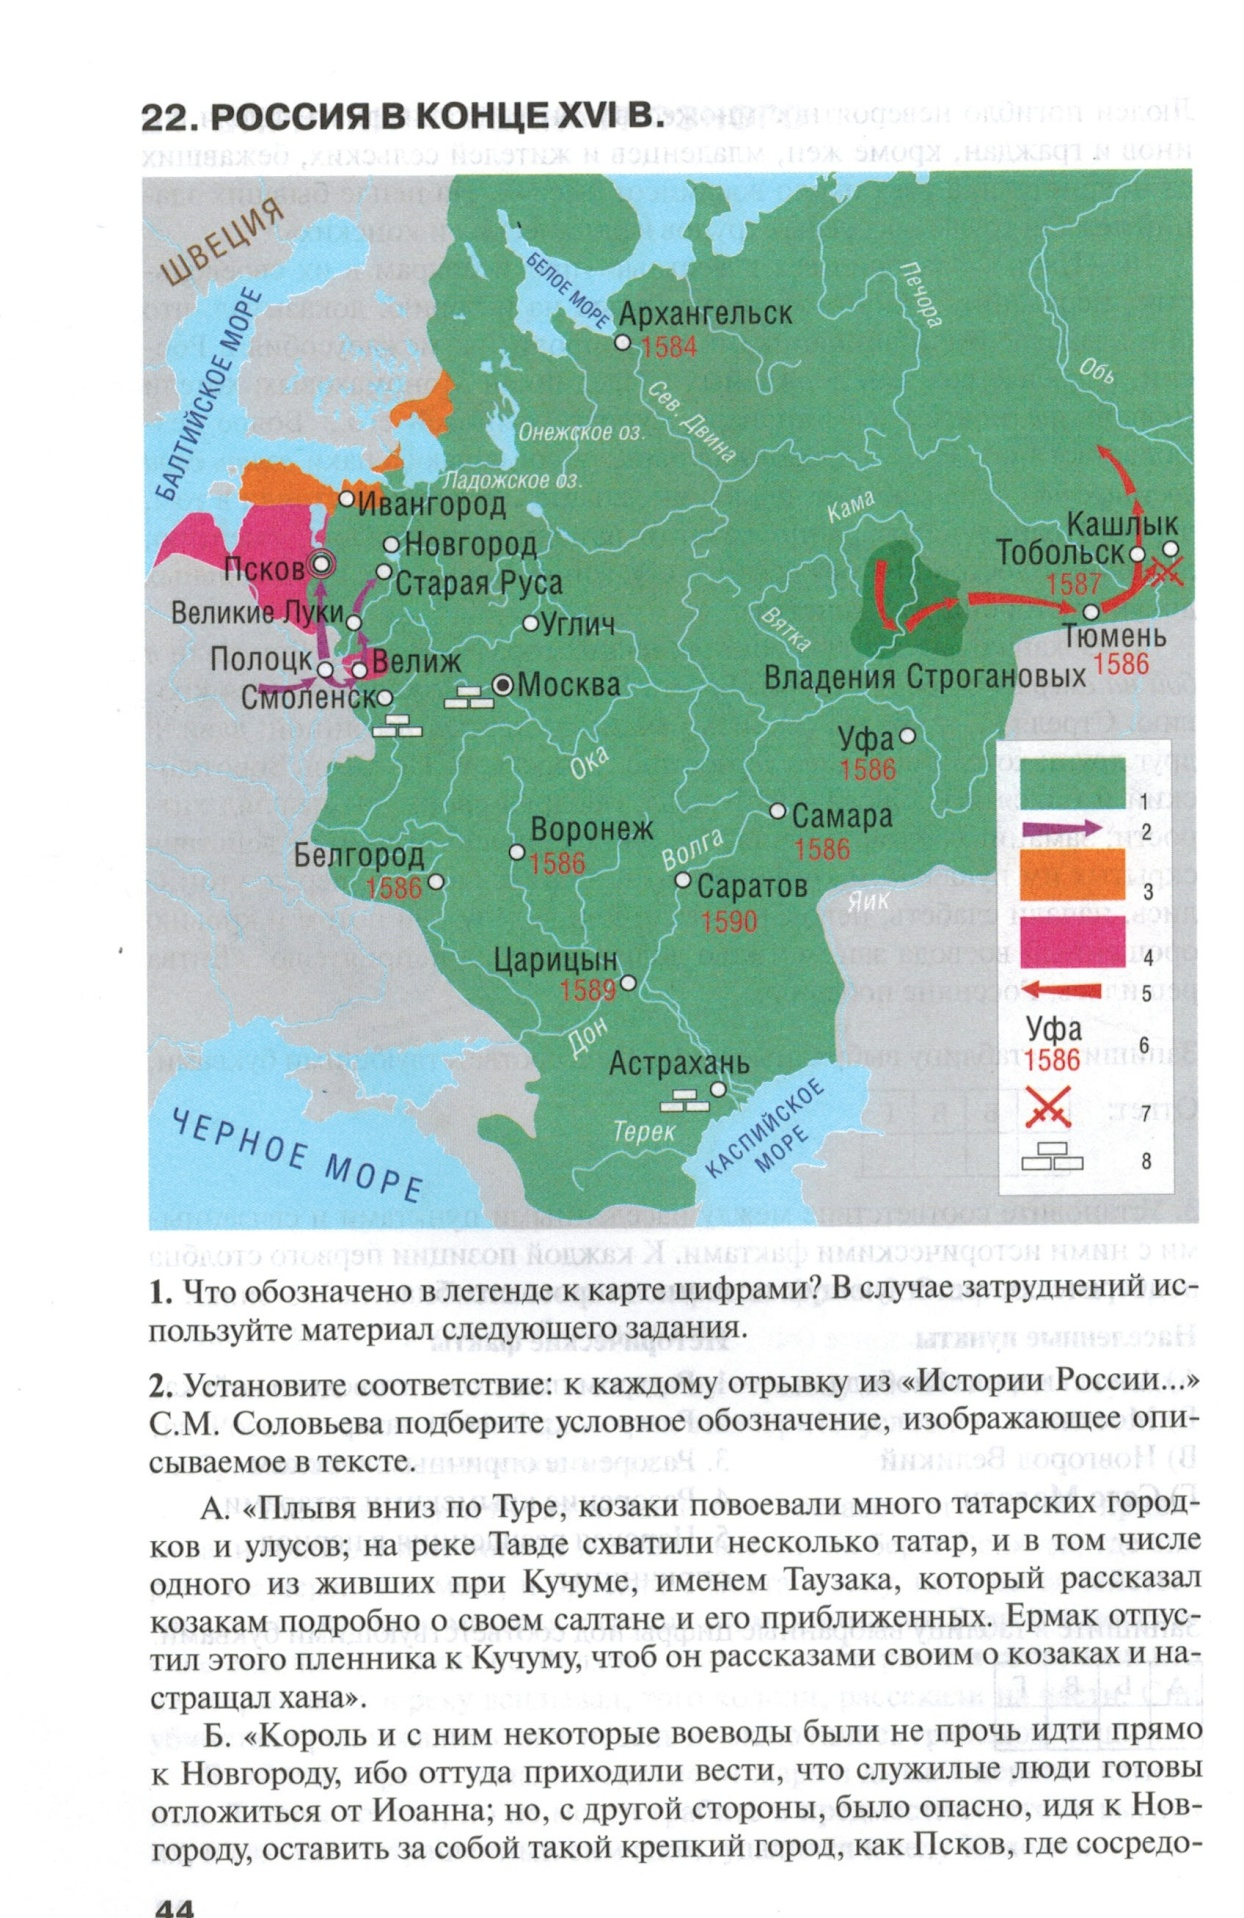 22. РОССИЯ В КОНЦЕ XVI В.
ШВЕЦИЯ
БАЛТИЙСКОЕ МОРЕ
БЕЛОЕ МОРЕ
Архангельск
1584
Печора
Обь
Сев. Двина
Онежское оз.
Ладожское оз.
Ивангород
Новгород
Псков
Старая Руса
Великие Луки
Углич
Полоцк
Велиж
Смоленск
Москва
Кама
Вятка
Кашлык
Тобольск
1587
Тюмень
1586
Владения Строгановых
Уфа
1586
Ока
Самара
1586
Воронеж
1586
Волга
Белгород
1586
Саратов
1590
Яик
Царицын
1589
Дон
Астрахань
Терек
КАСПИЙСКОЕ
МОРЕ
ЧЕРНОЕ МОРЕ
1
2
3
4
5
Уфа
1586
6
7
8
1. Что обозначено в легенде к карте цифрами? В случае затруднений ис-
пользуйте материал следующего задания.
2. Установите соответствие: к каждому отрывку из «Истории России...»
С.М. Соловьева подберите условное обозначение, изображающее опи-
сываемое в тексте.
А. «Плывя вниз по Туре, козаки повоевали много татарских город-
ков и улусов; на реке Тавде схватили несколько татар, и в том числе
одного из живших при Кучуме, именем Таузака, который рассказал
козакам подробно о своем салтане и его приближенных. Ермак отпус-
тил этого пленника к Кучуму, чтоб он рассказами своим о козаках и на-
стращал хана».
Б. «Король и с ним некоторые воеводы были не прочь идти прямо
к Новгороду, ибо оттуда приходили вести, что служилые люди готовы
отложиться от Иоанна; но, с другой стороны, было опасно, идя к Нов-
городу, оставить за собой такой крепкий город, как Псков, где сосредо-
44